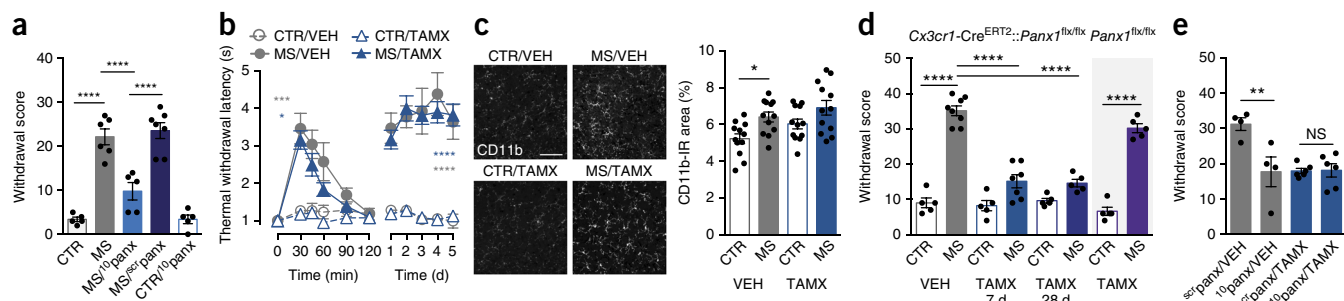 a
Withdrawal score
40
30
20
10
0
****
****
****
CTR
MS
MS/¹⁰panx
MS/ˢᶜʳpanx
CTR/¹⁰panx
b
CTR/VEH
CTR/TAMX
MS/VEH
MS/TAMX
Thermal withdrawal latency (s)
5
4
3
2
1
***
*
****
****
0
30
60
90
120
1
2
3
4
5
Time (min)
Time (d)
c
CTR/VEH
MS/VEH
CD11b
CTR/TAMX
MS/TAMX
CD11b-IR area (%)
10
8
6
4
2
0
*
CTR
MS
CTR
MS
VEH
TAMX
d
Cx3cr1-Creᴱᴿᵀ²::Panx1ᶠˡˣ/ᶠˡˣ Panx1ᶠˡˣ/ᶠˡˣ
Withdrawal score
50
40
30
20
10
0
****
****
****
****
CTR
MS
CTR
MS
CTR
MS
CTR
MS
VEH
TAMX
TAMX
TAMX
7 d
28 d
e
Withdrawal score
50
40
30
20
10
0
**
NS
ˢᶜʳpanx/VEH
¹⁰panx/VEH
panx/TAMX
panx/TAMX